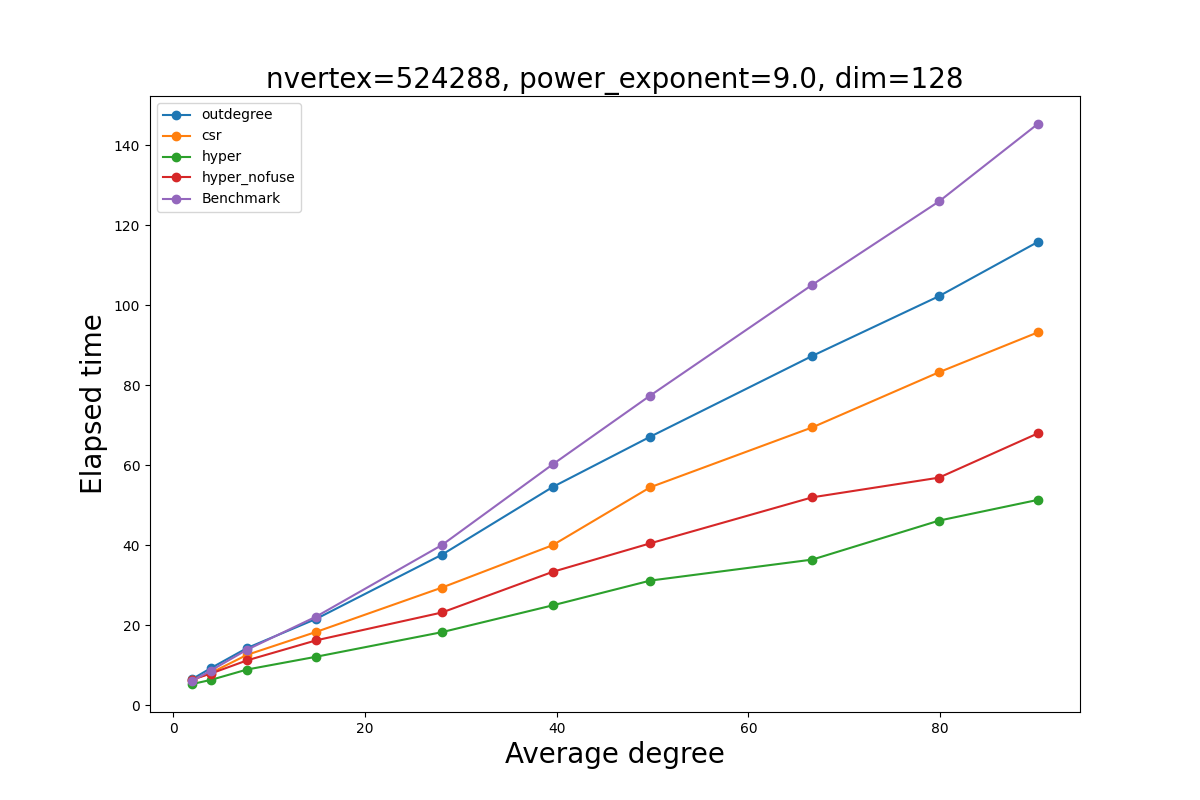 nvertex=524288, power_exponent=9.0, dim=128
outdegree
csr
hyper
hyper_nofuse
Benchmark
Elapsed time
140
120
100
80
60
40
20
0
0 20 40 60 80
Average degree